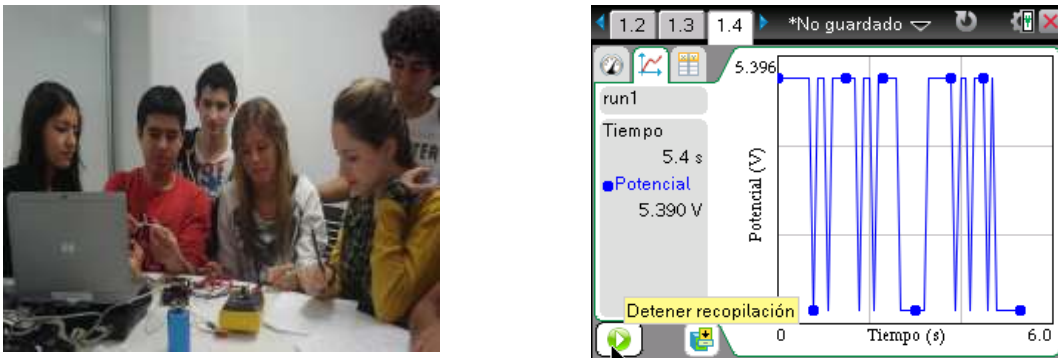 1.2 1.3 1.4 *No guardado
5.396
run1
Tiempo
5.4 s
Potencial
5.390 V
Potencial (V)
Detener recopilación
0 Tiempo (s) 6.0